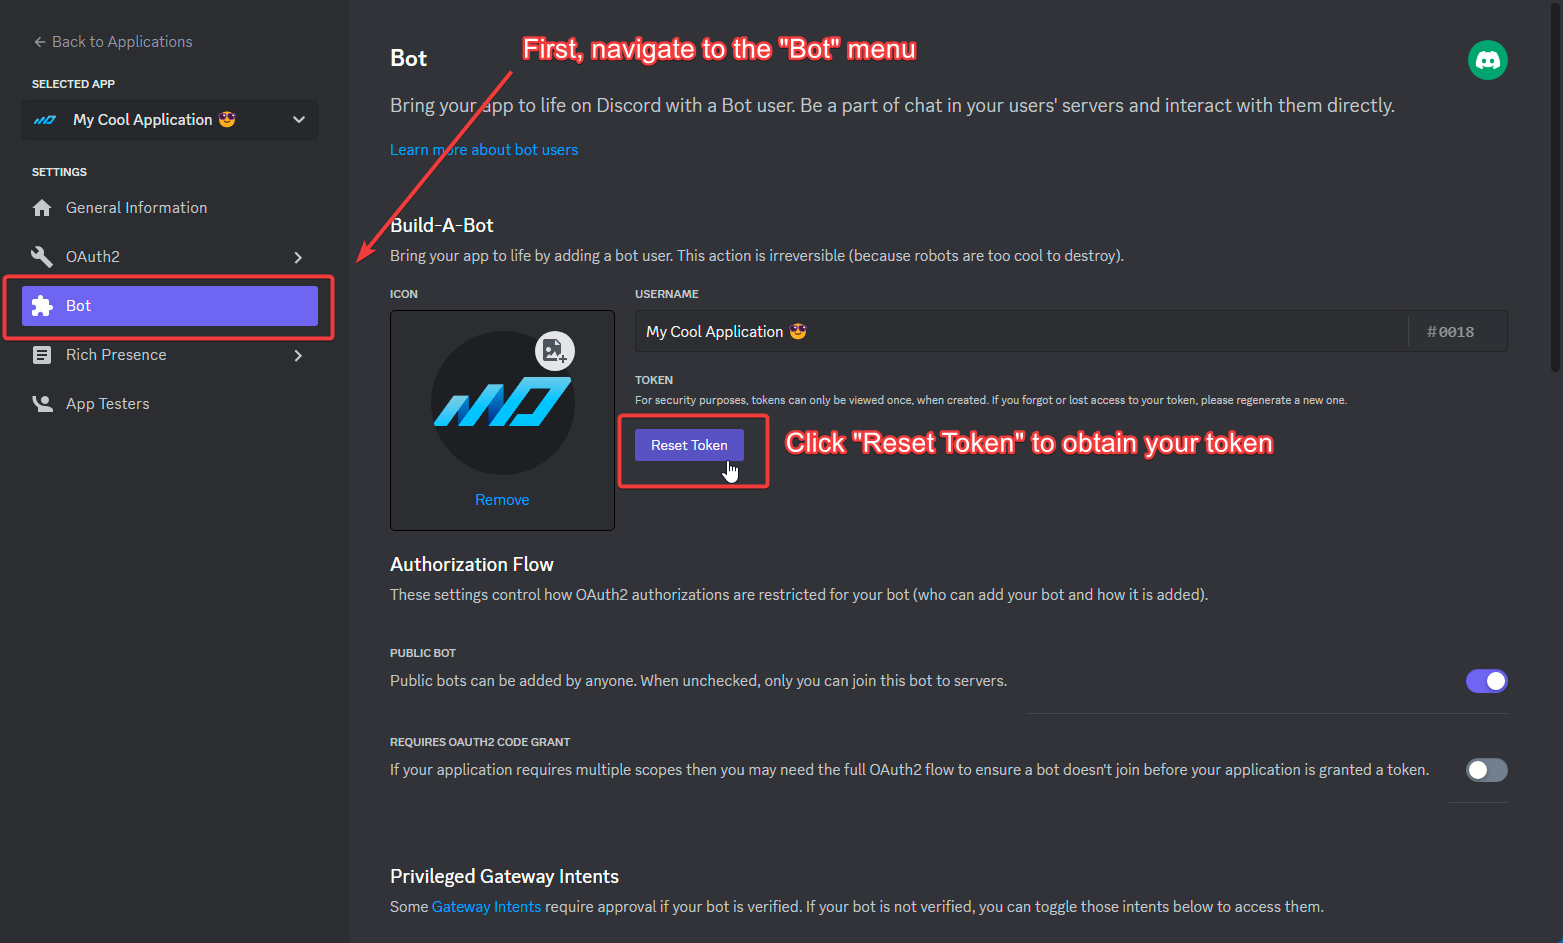 ← Back to Applications
SELECTED APP
My Cool Application 😎
SETTINGS
General Information
OAuth2
Bot
Rich Presence
App Testers
First, navigate to the "Bot" menu
Bot
Bring your app to life on Discord with a Bot user. Be a part of chat in your users' servers and interact with them directly.
Learn more about bot users
Build-A-Bot
Bring your app to life by adding a bot user. This action is irreversible (because robots are too cool to destroy).
ICON
Remove
USERNAME
My Cool Application 😎 #0018
TOKEN
For security purposes, tokens can only be viewed once, when created. If you forgot or lost access to your token, please regenerate a new one.
Reset Token
Click "Reset Token" to obtain your token
Authorization Flow
These settings control how OAuth2 authorizations are restricted for your bot (who can add your bot and how it is added).
PUBLIC BOT
Public bots can be added by anyone. When unchecked, only you can join this bot to servers.
REQUIRES OAUTH2 CODE GRANT
If your application requires multiple scopes then you may need the full OAuth2 flow to ensure a bot doesn't join before your application is granted a token.
Privileged Gateway Intents
Some Gateway Intents require approval if your bot is verified. If your bot is not verified, you can toggle those intents below to access them.